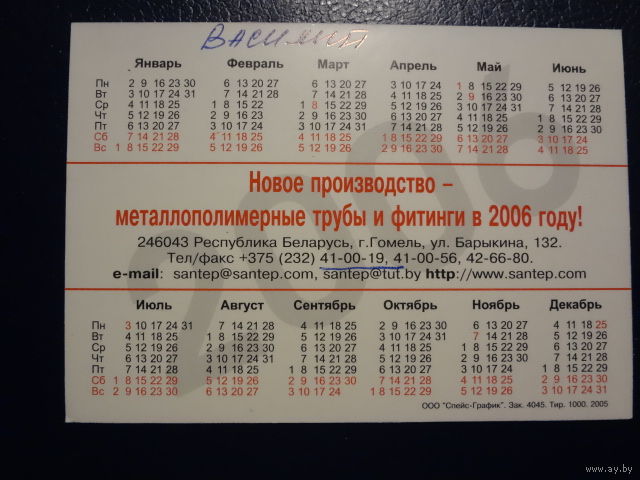 Январь Февраль Март Апрель Май Июнь
Пн 2 9 16 23 30 6 13 20 27 6 13 20 27 3 10 17 24 1 8 15 22 29 5 12 19 26
Вт 3 10 17 24 31 7 14 21 28 7 14 21 28 4 11 18 25 2 9 16 23 30 6 13 20 27
Ср 4 11 18 25 1 8 15 22 1 8 15 22 29 5 12 19 26 3 10 17 24 31 7 14 21 28
Чт 5 12 19 26 2 9 16 23 2 9 16 23 30 6 13 20 27 4 11 18 25 1 8 15 22 29
Пт 6 13 20 27 3 10 17 24 3 10 17 24 31 7 14 21 28 5 12 19 26 2 9 16 23 30
Сб 7 14 21 28 4 11 18 25 4 11 18 25 1 8 15 22 29 6 13 20 27 3 10 17 24
Вс 1 8 15 22 29 5 12 19 26 5 12 19 26 2 9 16 23 30 7 14 21 28 4 11 18 25
2006
Новое производство –
металлополимерные трубы и фитинги в 2006 году!
246043 Республика Беларусь, г.Гомель, ул. Барыкина, 132.
Тел/факс +375 (232) 41-00-19, 41-00-56, 42-66-80.
e-mail: santep@santep.com, santep@tut.by http://www.santep.com
2006
Июль Август Сентябрь Октябрь Ноябрь Декабрь
Пн 3 10 17 24 31 7 14 21 28 4 11 18 25 2 9 16 23 30 6 13 20 27 4 11 18 25
Вт 4 11 18 25 1 8 15 22 29 5 12 19 26 3 10 17 24 31 7 14 21 28 5 12 19 26
Ср 5 12 19 26 2 9 16 23 30 6 13 20 27 4 11 18 25 1 8 15 22 29 6 13 20 27
Чт 6 13 20 27 3 10 17 24 31 7 14 21 28 5 12 19 26 2 9 16 23 30 7 14 21 28
Пт 7 14 21 28 4 11 18 25 1 8 15 22 29 6 13 20 27 3 10 17 24 1 8 15 22 29
Сб 1 8 15 22 29 5 12 19 26 2 9 16 23 30 7 14 21 28 4 11 18 25 2 9 16 23 30
Вс 2 9 16 23 30 6 13 20 27 3 10 17 24 1 8 15 22 29 5 12 19 26 3 10 17 24 31
ООО "Спейс-График". Зак. 4045. Тир. 1000. 2005
www.ay.by